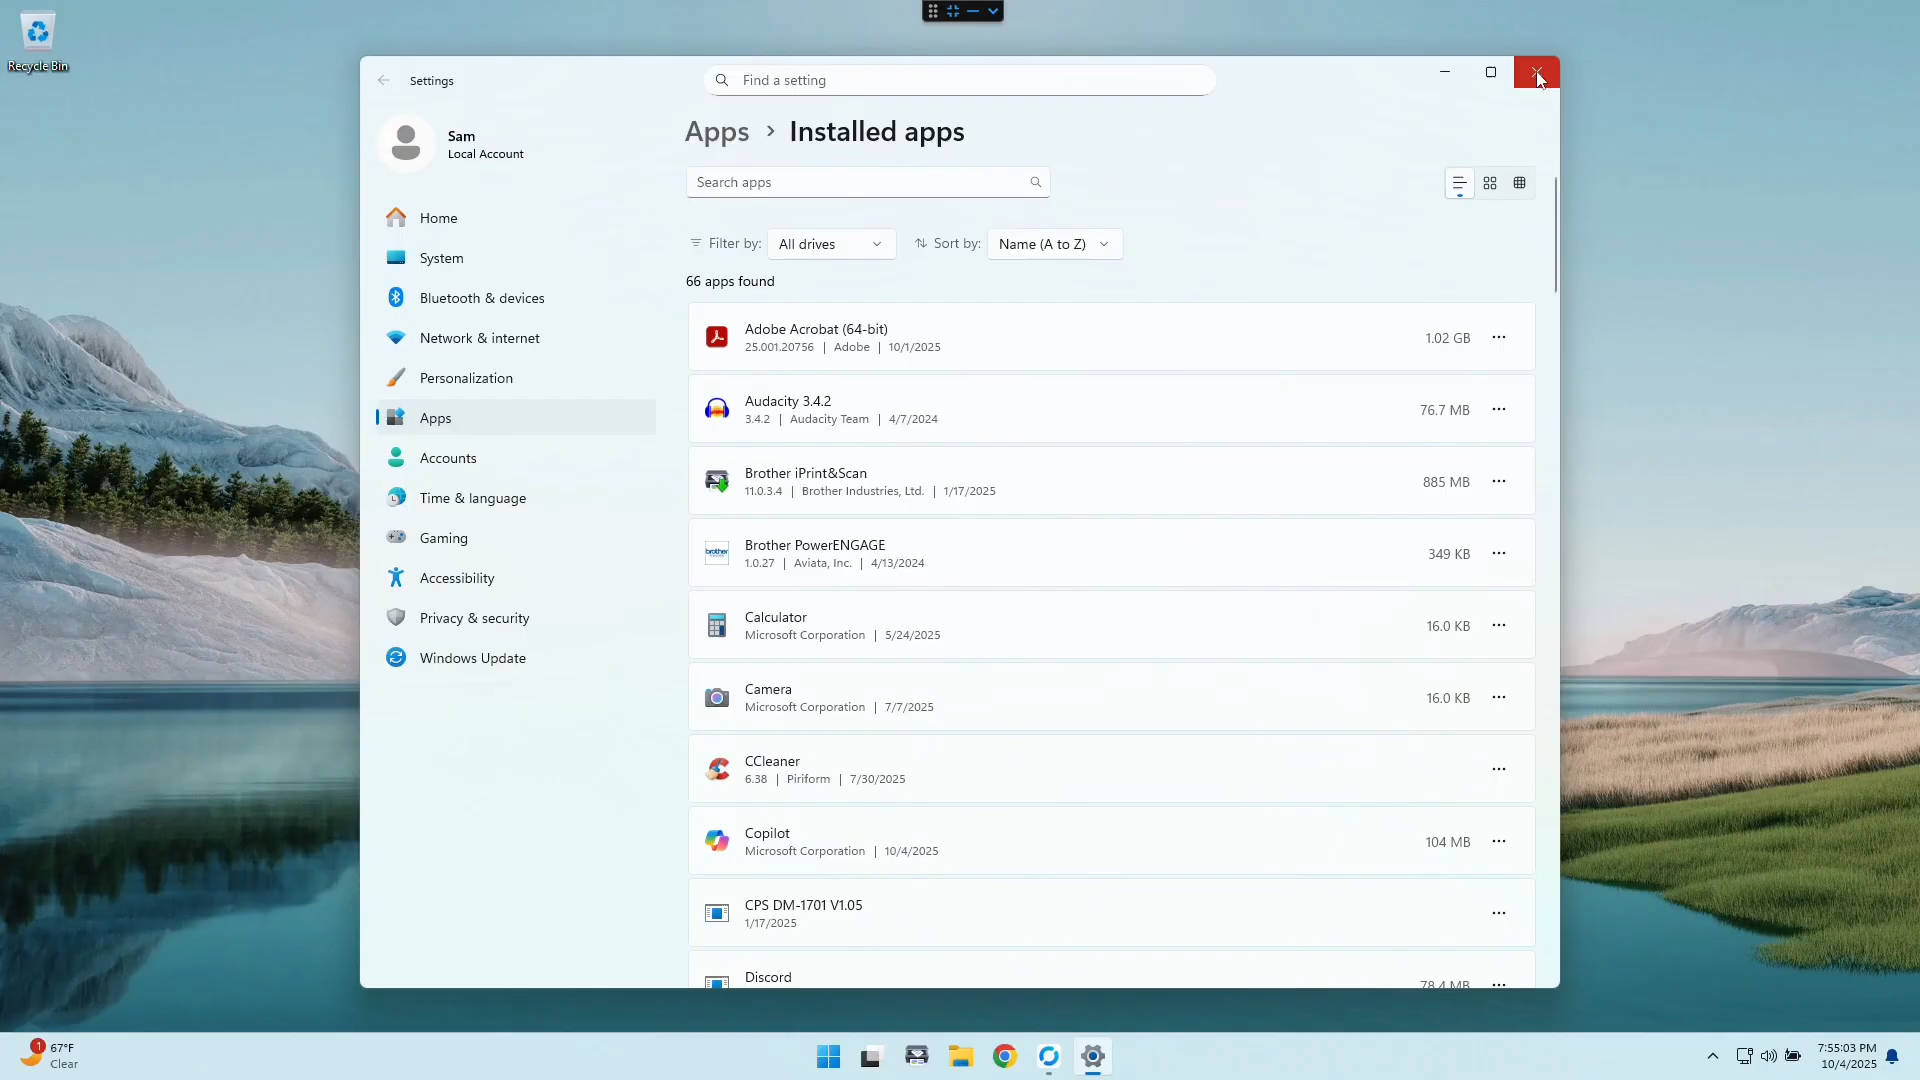 Recycle Bin
Settings
Find a setting
Sam
Local Account
Home
System
Bluetooth & devices
Network & internet
Personalization
Apps
Accounts
Time & language
Gaming
Accessibility
Privacy & security
Windows Update
Apps > Installed apps
Search apps
Filter by: All drives Sort by: Name (A to Z)
66 apps found
Adobe Acrobat (64-bit)
25.001.20756 | Adobe | 10/1/2025
1.02 GB
Audacity 3.4.2
3.4.2 | Audacity Team | 4/7/2024
76.7 MB
Brother iPrint&Scan
11.0.3.4 | Brother Industries, Ltd. | 1/17/2025
885 MB
brother
Brother PowerENGAGE
1.0.27 | Aviata, Inc. | 4/13/2024
349 KB
Calculator
Microsoft Corporation | 5/24/2025
16.0 KB
Camera
Microsoft Corporation | 7/7/2025
16.0 KB
CCleaner
6.38 | Piriform | 7/30/2025
Copilot
Microsoft Corporation | 10/4/2025
104 MB
CPS DM-1701 V1.05
1/17/2025
Discord
78.4 MB
1
67°F
Clear
7:55:03 PM
10/4/2025